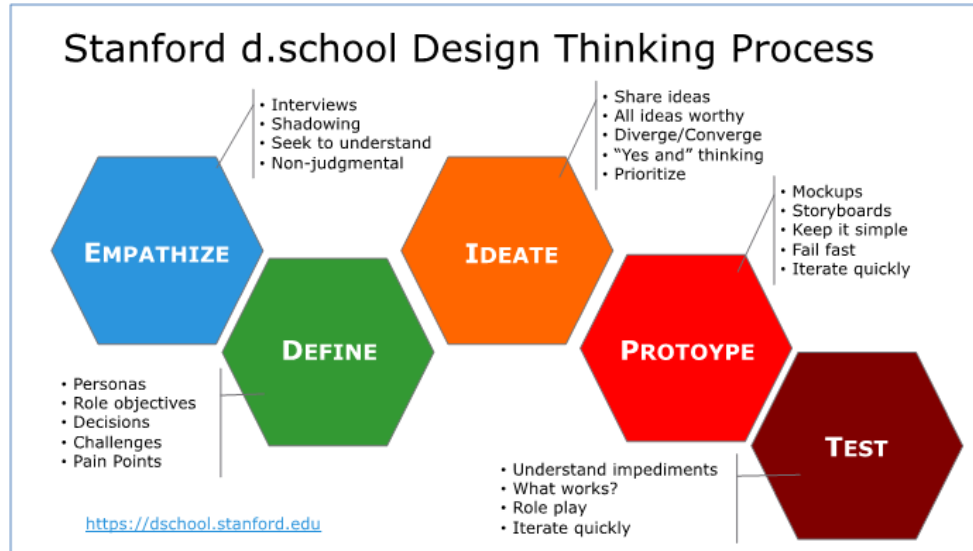 Stanford d.school Design Thinking Process
• Interviews
• Shadowing
• Seek to understand
• Non-judgmental
EMPATHIZE
• Personas
• Role objectives
• Decisions
• Challenges
• Pain Points
DEFINE
• Share ideas
• All ideas worthy
• Diverge/Converge
• “Yes and” thinking
• Prioritize
IDEATE
• Mockups
• Storyboards
• Keep it simple
• Fail fast
• Iterate quickly
PROTOYPE
• Understand impediments
• What works?
• Role play
• Iterate quickly
TEST
https://dschool.stanford.edu